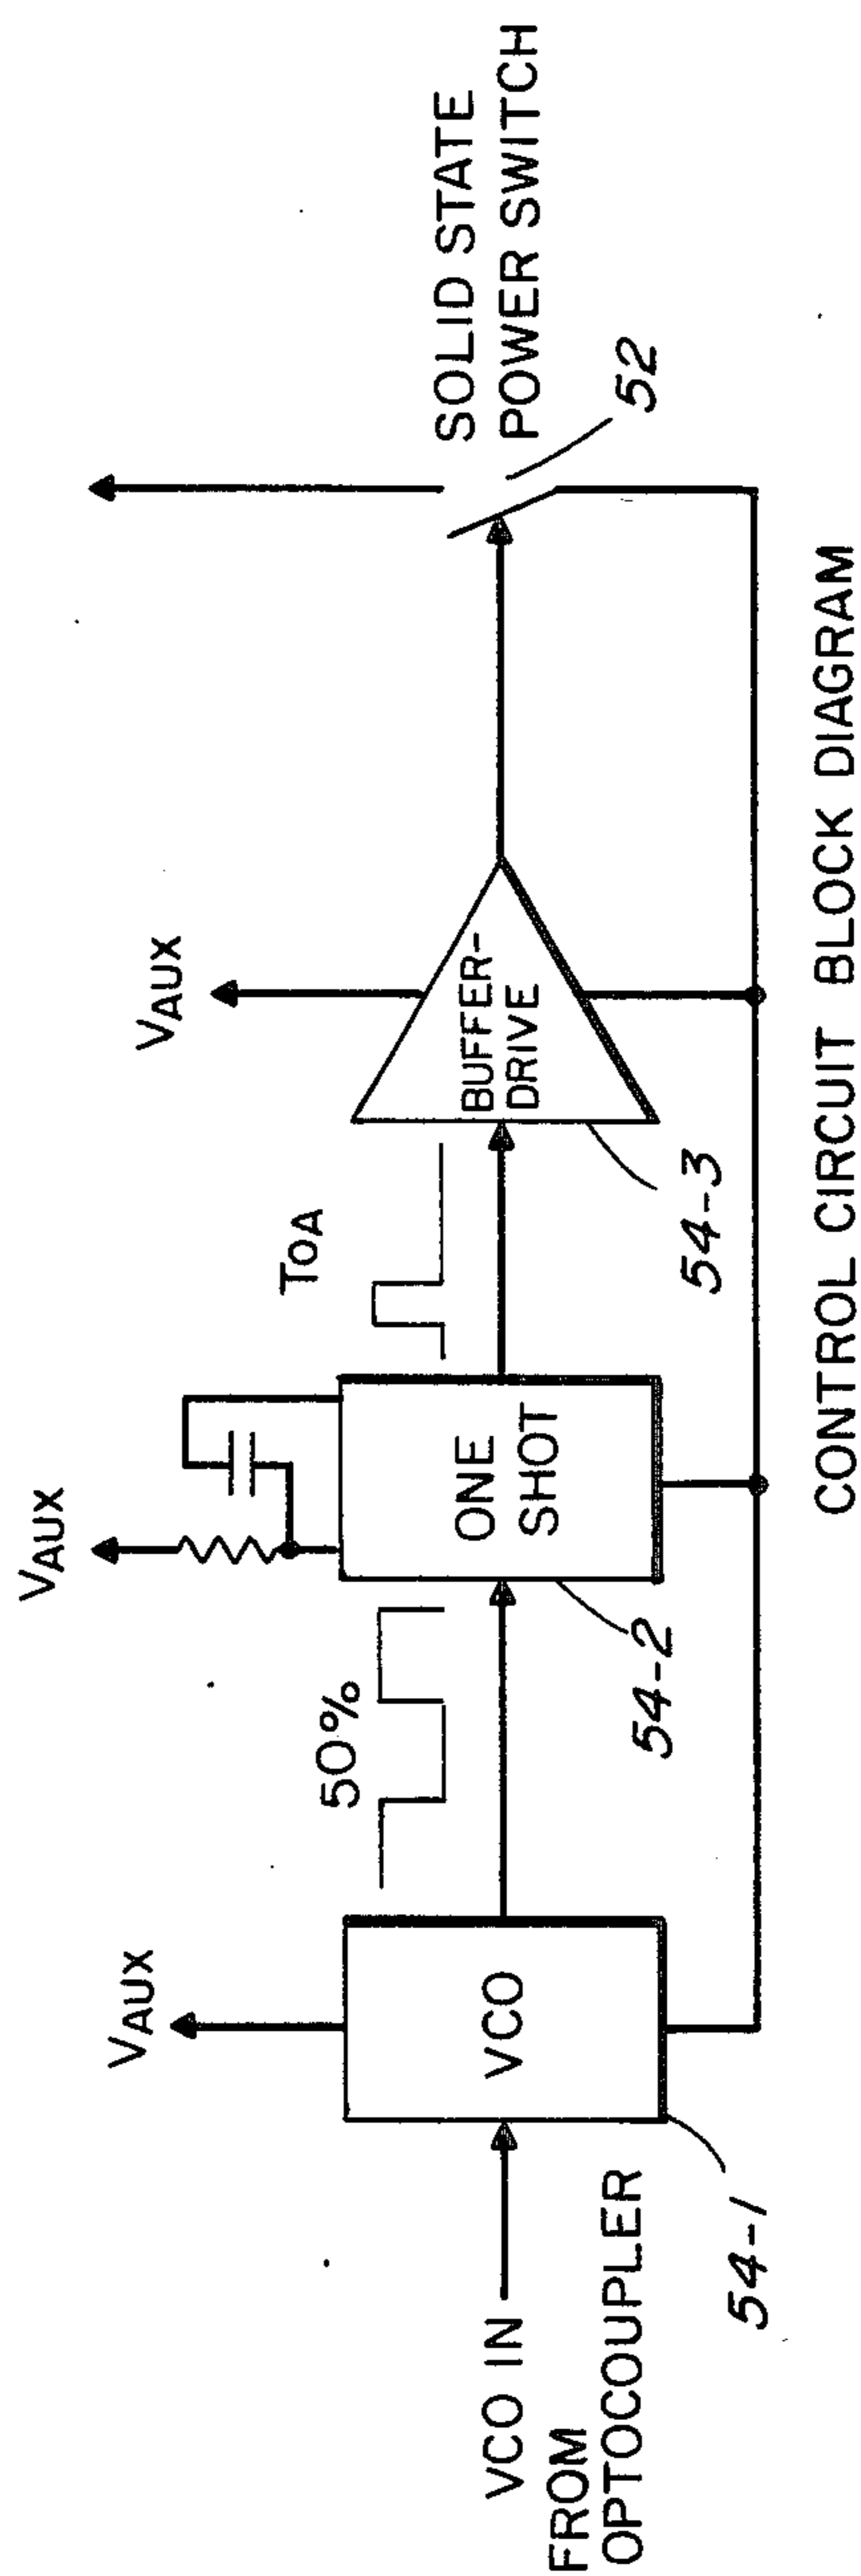 VCO IN
FROM
OPTOCOUPLER
VAUX
VCO
54-1
50%
VAUX
ONE
SHOT
54-2
TOA
VAUX
BUFFER-
DRIVE
54-3
SOLID STATE
POWER SWITCH
52
CONTROL CIRCUIT BLOCK DIAGRAM